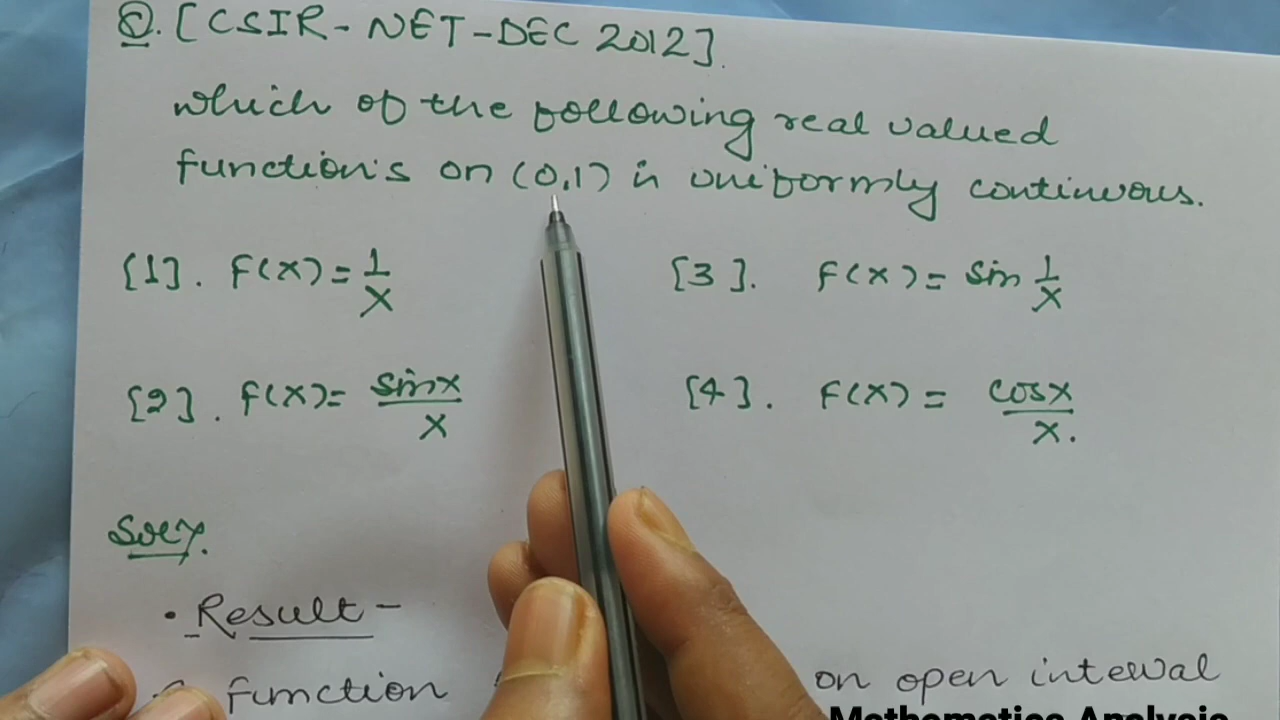 Q. [CSIR-NET-DEC 2012].
which of the following real valued
function's on (0,1) is uniformly continuous.
[1]. F(x) = 1/x
[3]. F(x) = sin 1/x
[2]. F(x) = sinx/x
[4]. F(x) = cosx/x.
Solⁿ.
• Result -
function on open interval
Mathematics Analysis